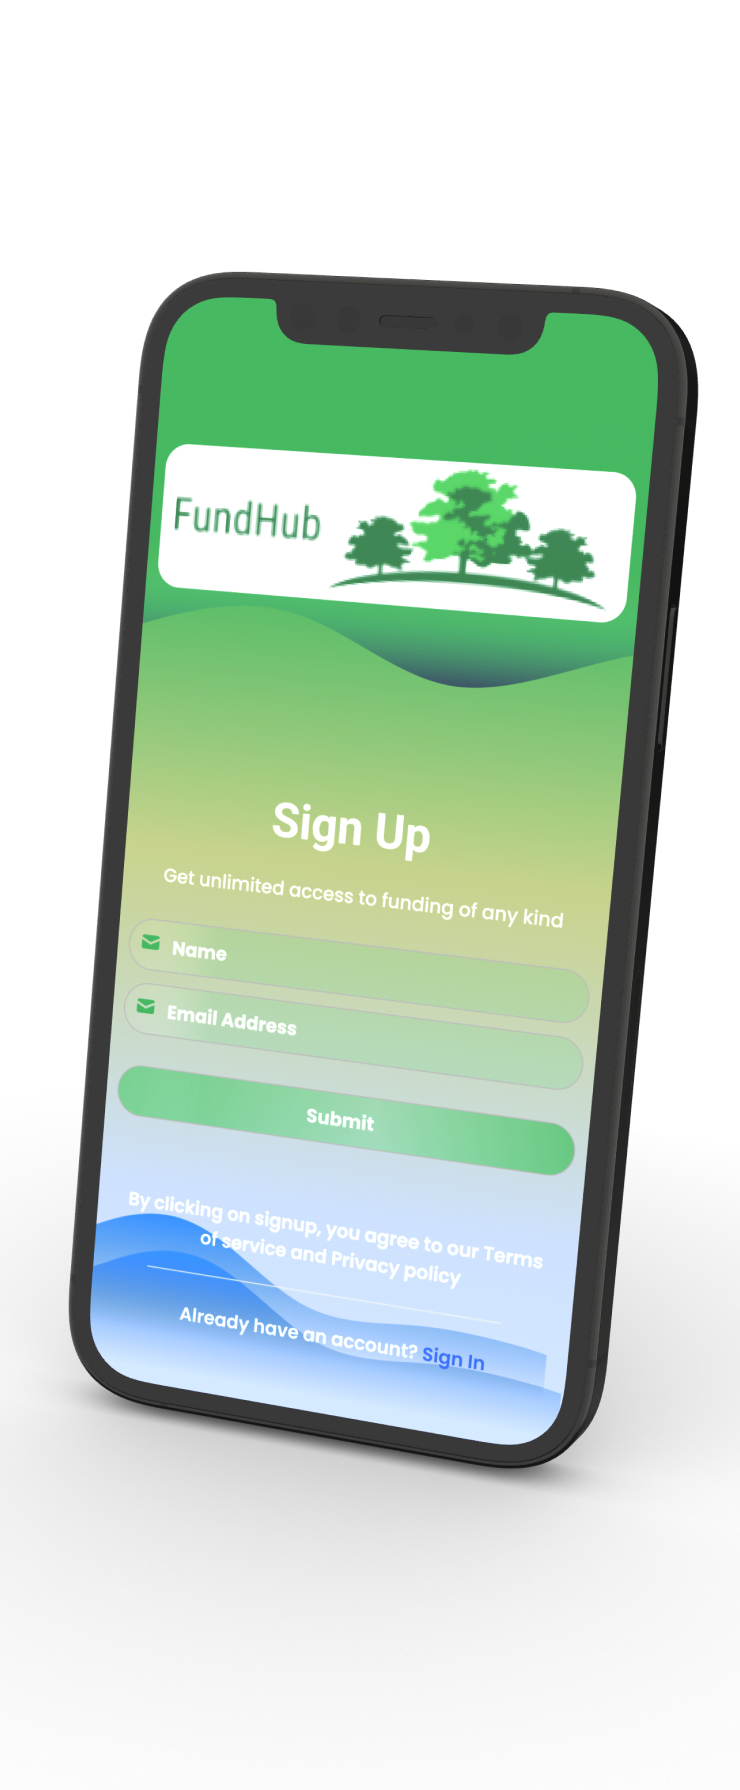 FundHub
Sign Up
Get unlimited access to funding of any kind
Name
Email Address
Submit
By clicking on signup, you agree to our Terms
of service and Privacy policy
Already have an account? Sign In